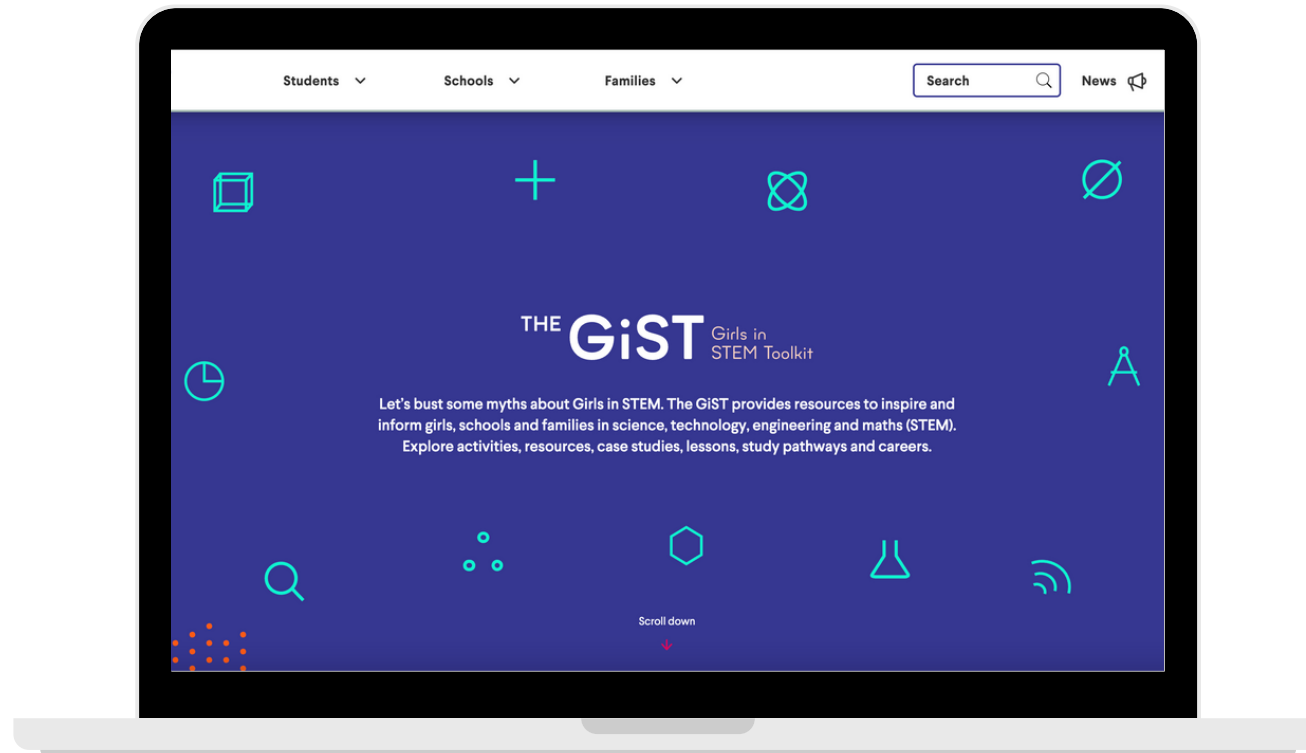 Students
Schools
Families
Search
News
THE GiST Girls in
STEM Toolkit
Let's bust some myths about Girls in STEM. The GiST provides resources to inspire and
inform girls, schools and families in science, technology, engineering and maths (STEM).
Explore activities, resources, case studies, lessons, study pathways and careers.
Scroll down